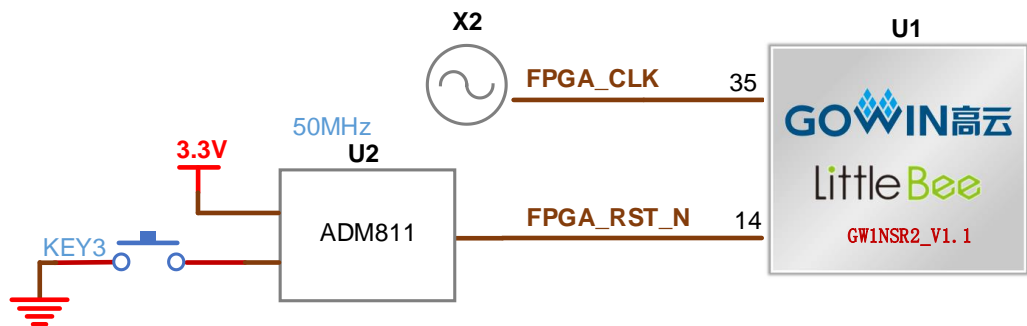 X2
U1
FPGA_CLK
35
GOWIN高云
50MHz
U2
3.3V
LittleBee
ADM811
FPGA_RST_N
14
KEY3
GW1NSR2_V1.1